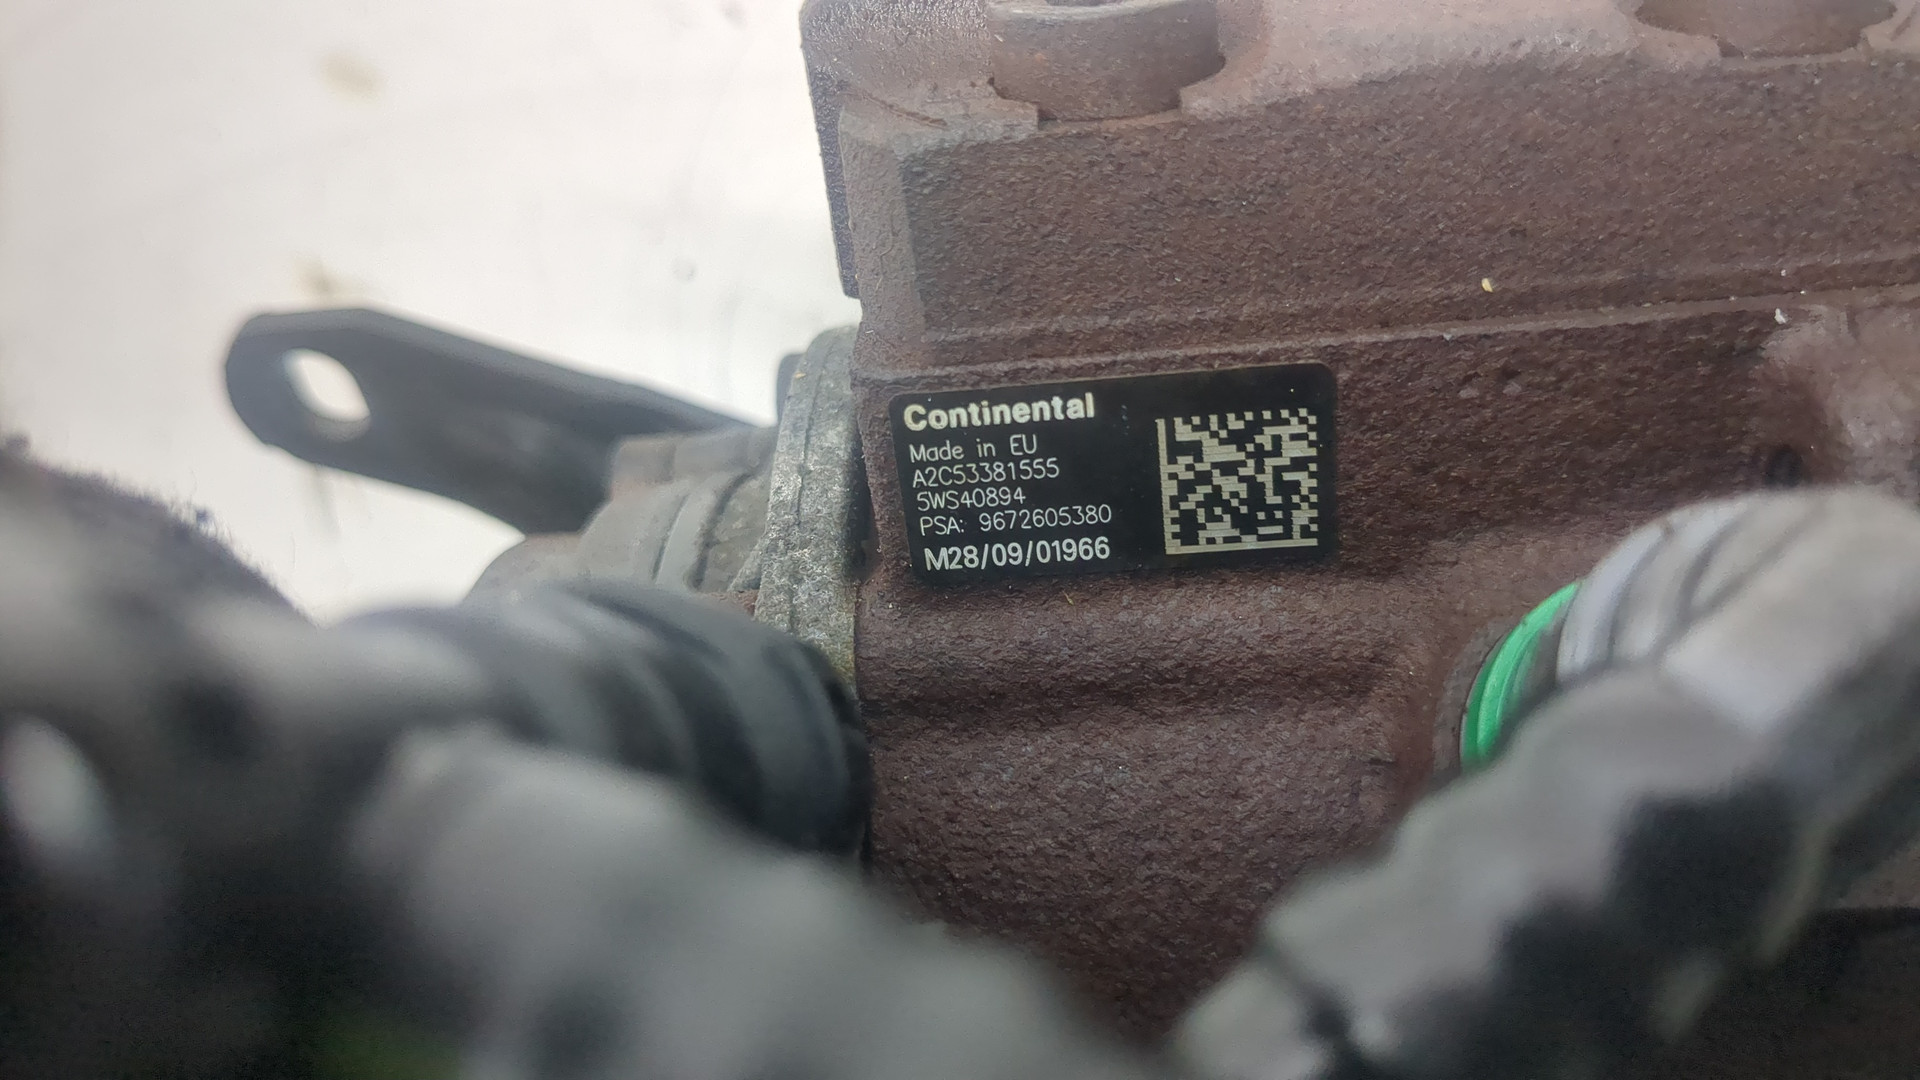 Continental
Made in EU
A2C53381555
5WS40894
PSA: 9672605380
M28/09/01966